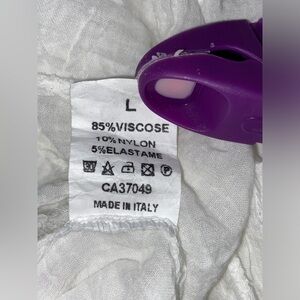 L
85%VISCOSE
10%NYLON
5%ELASTAME
CA37049
MADE IN ITALY